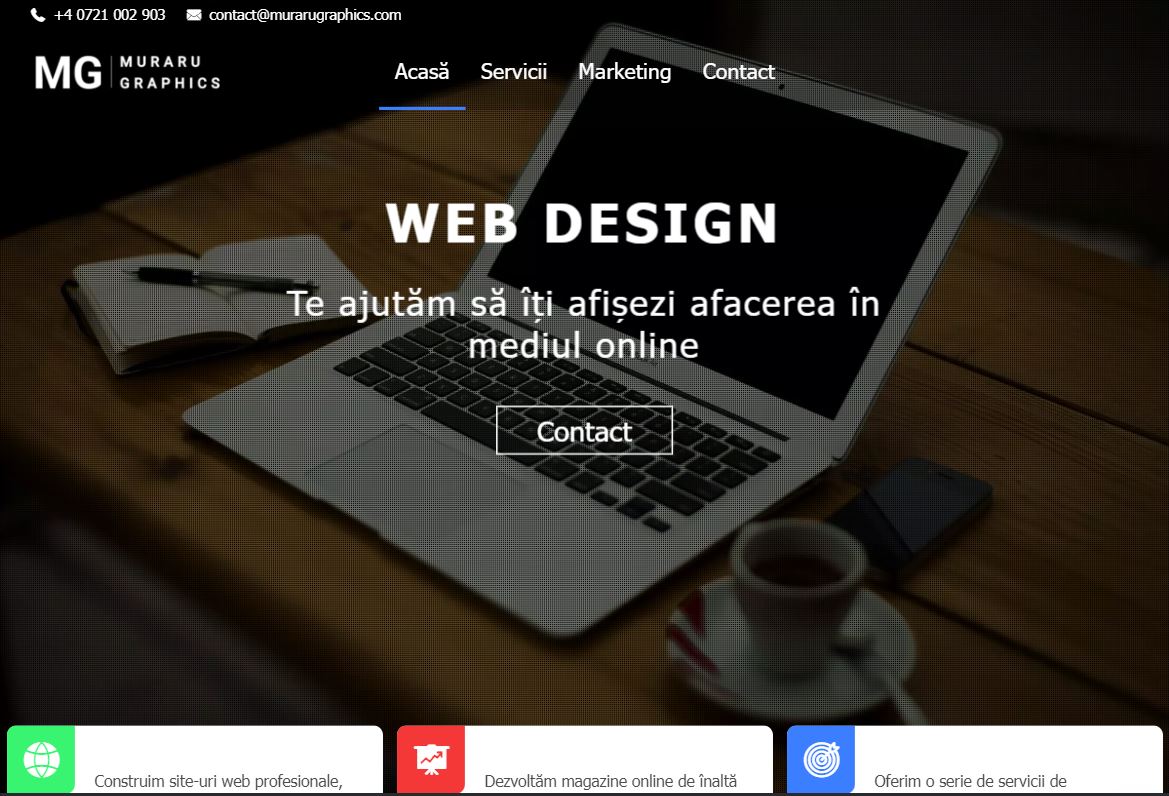 +4 0721 002 903 contact@murarugraphics.com
MG MURARU
GRAPHICS
Acasă Servicii Marketing Contact
WEB DESIGN
Te ajutăm să îți afișezi afacerea în
mediul online
Contact
Construim site-uri web profesionale,
Dezvoltăm magazine online de înaltă
Oferim o serie de servicii de